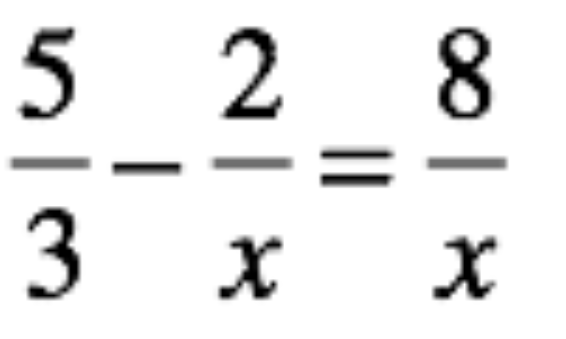 5/3 − 2/x = 8/x